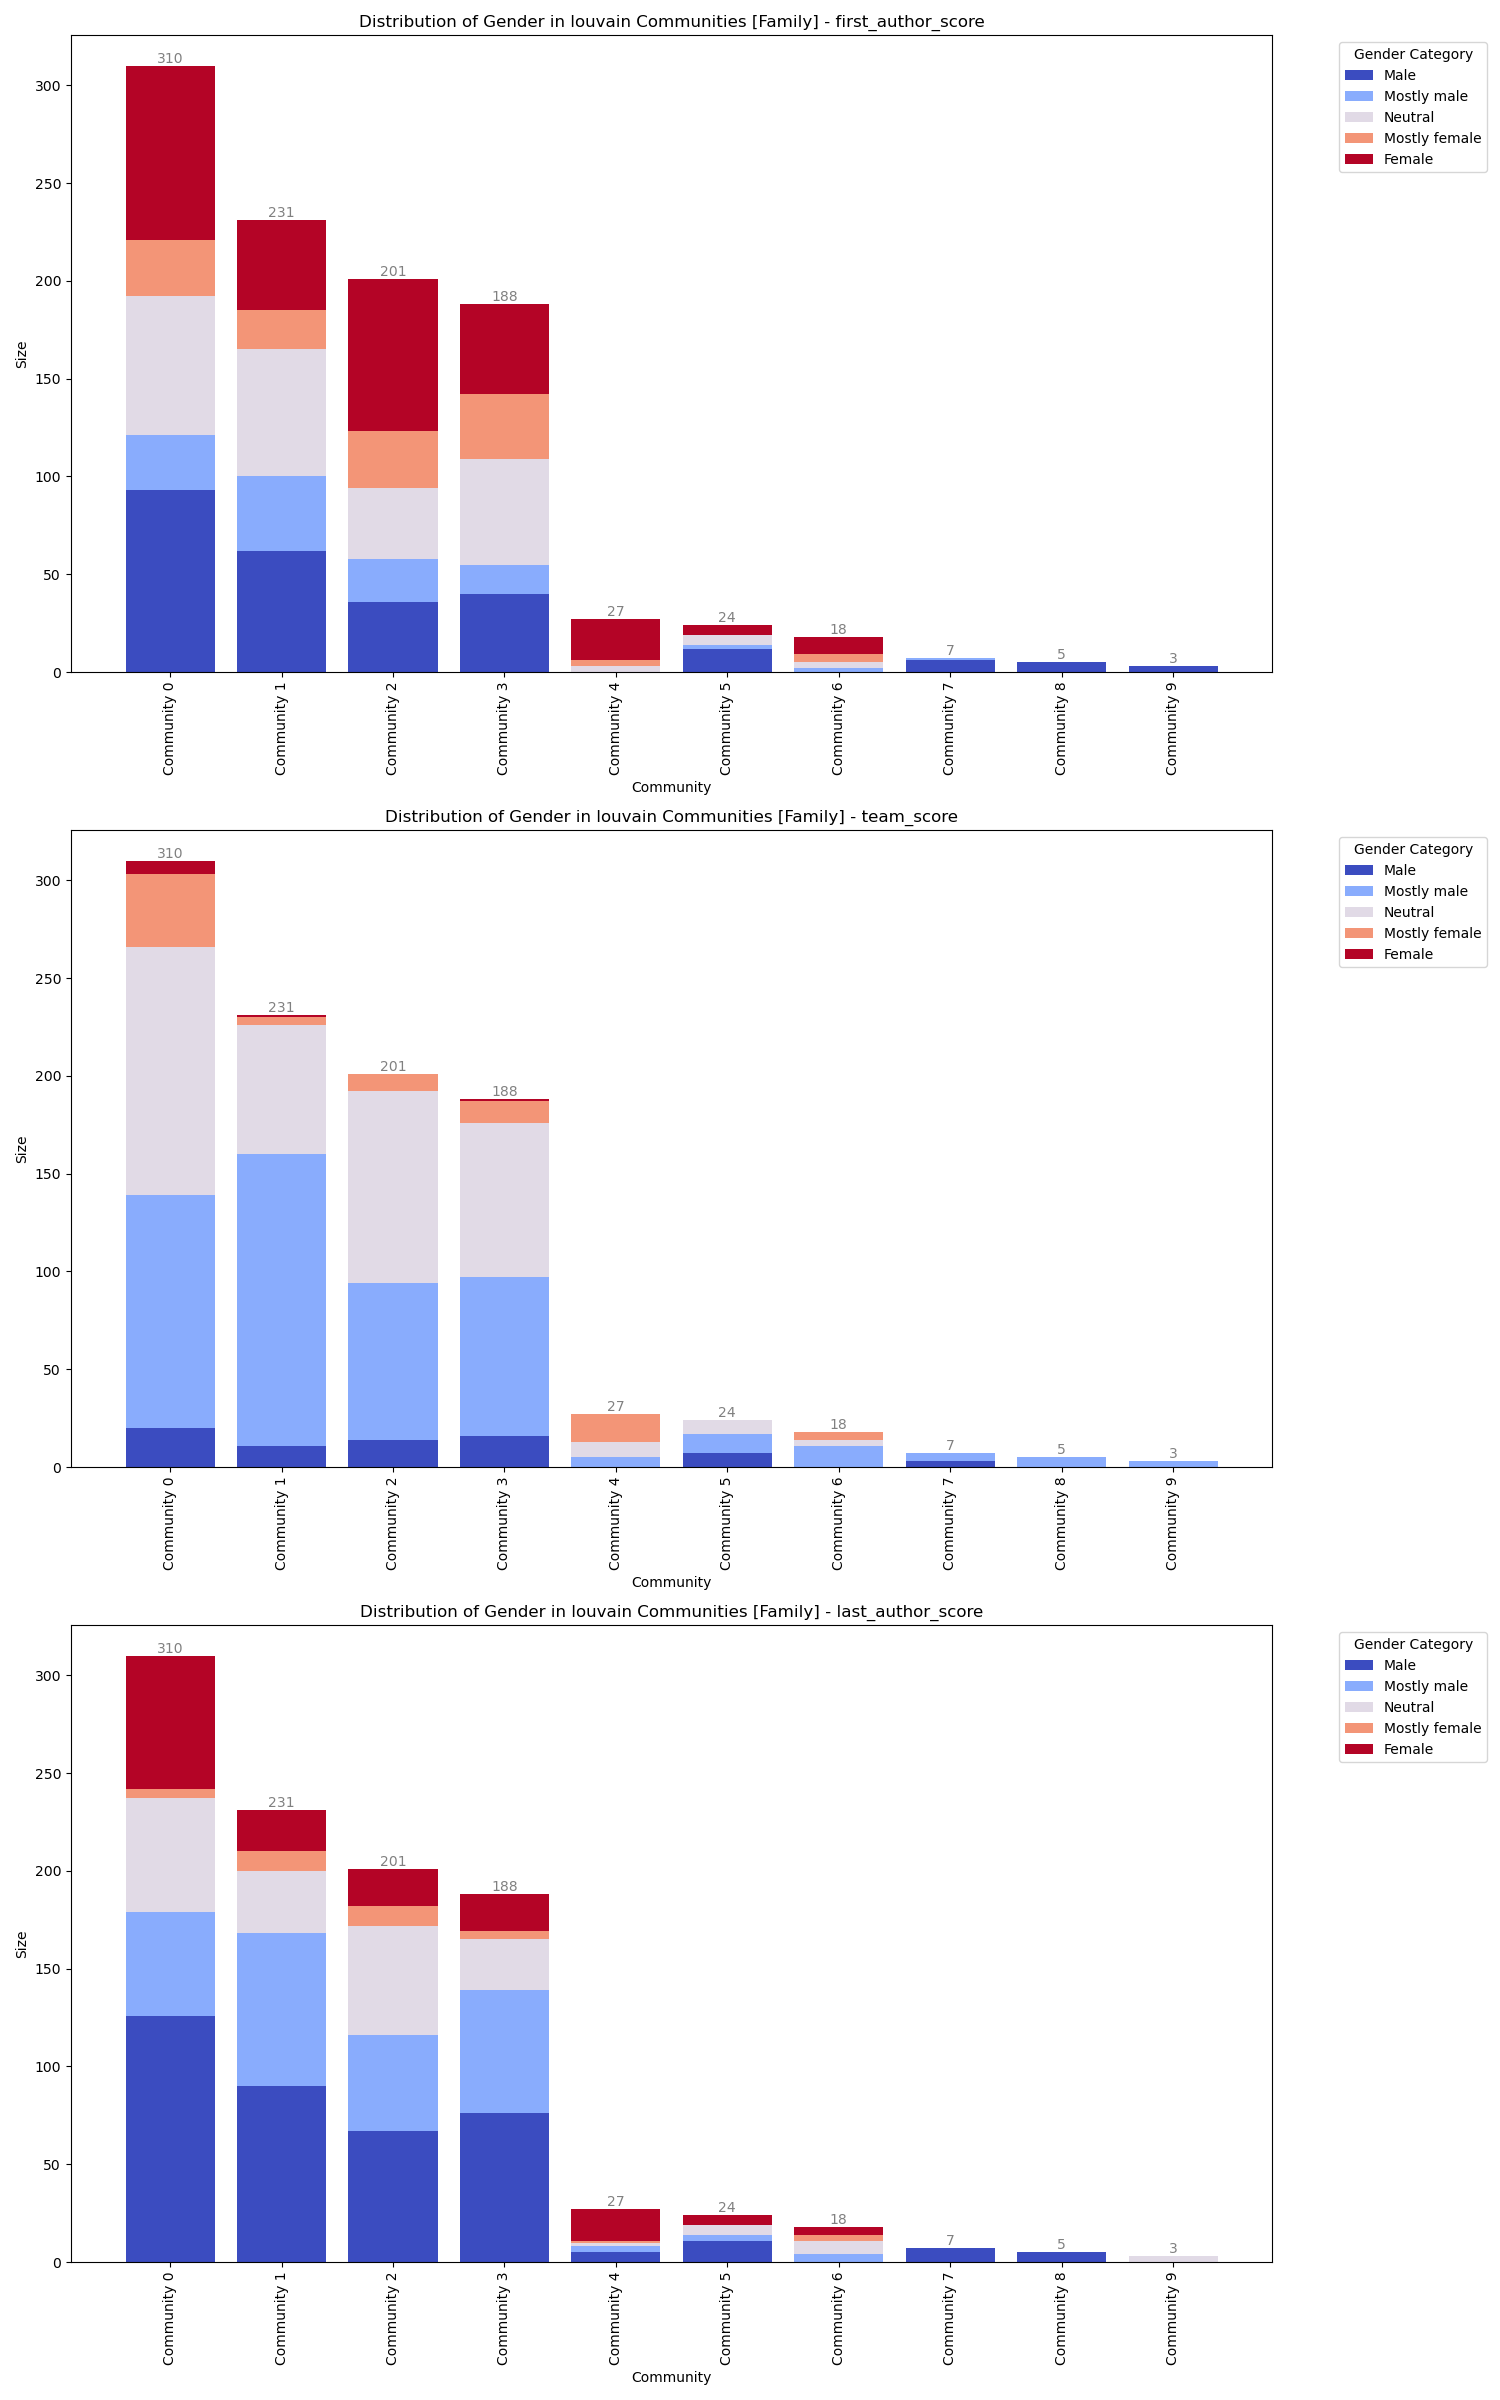 Distribution of Gender in louvain Communities [Family] - first_author_score
Gender Category
Male
Mostly male
Neutral
Mostly female
Female
Size
300
250
200
150
100
50
0
310
231
201
188
27
24
18
7
5
3
Community 0
Community 1
Community 2
Community 3
Community 4
Community 5
Community 6
Community 7
Community 8
Community 9
Community
Distribution of Gender in louvain Communities [Family] - team_score
Gender Category
Male
Mostly male
Neutral
Mostly female
Female
Size
300
250
200
150
100
50
0
310
231
201
188
27
24
18
7
5
3
Community 0
Community 1
Community 2
Community 3
Community 4
Community 5
Community 6
Community 7
Community 8
Community 9
Community
Distribution of Gender in louvain Communities [Family] - last_author_score
Gender Category
Male
Mostly male
Neutral
Mostly female
Female
Size
300
250
200
150
100
50
0
310
231
201
188
27
24
18
7
5
3
Community 0
Community 1
Community 2
Community 3
Community 4
Community 5
Community 6
Community 7
Community 8
Community 9
Community